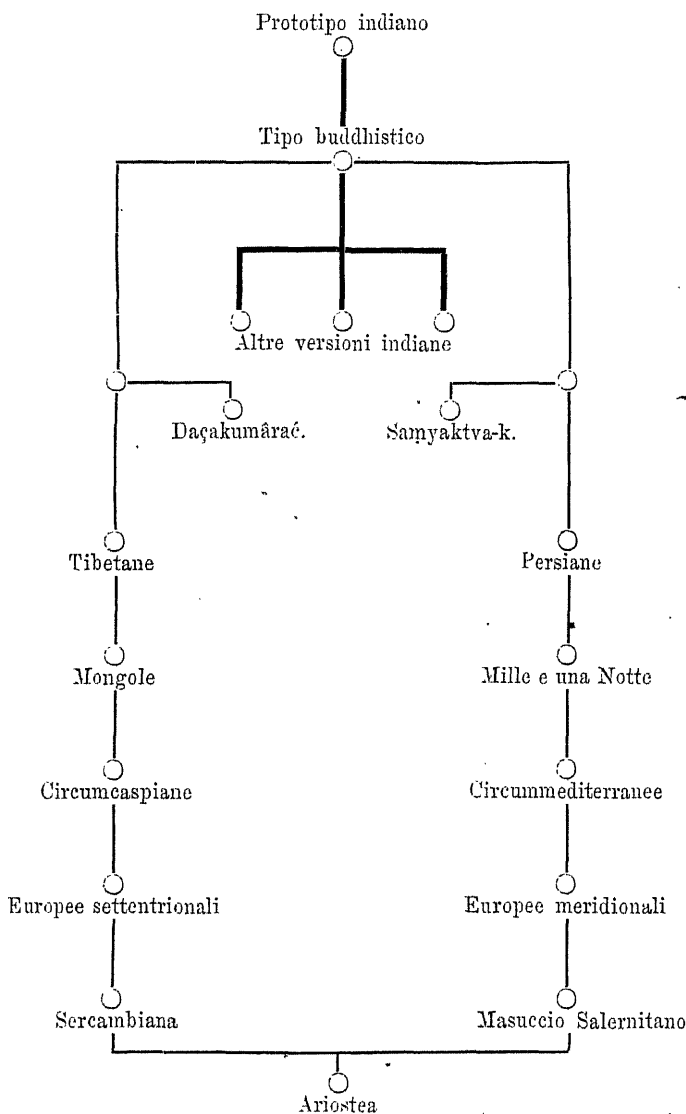 Prototipo indiano
Tipo buddhistico
Altre versioni indiane
Daçakumârać.
Saṃyaktva-k.
Tibetane
Persiane
Mongole
Mille e una Notte
Circumcaspiane
Circummediterranee
Europee settentrionali
Europee meridionali
Sercambiana
Masuccio Salernitano
Ariostea